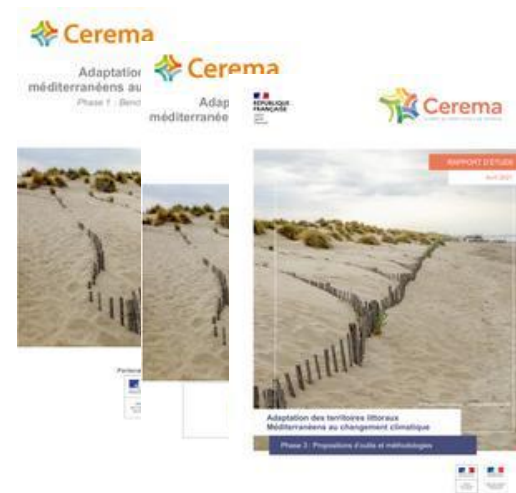 Cerema
Adaptation
méditerranéens au
Phase 1 : Benc
Cerema
Adap
méditerranée
RÉPUBLIQUE
FRANÇAISE
Cerema
RAPPORT D'ÉTUDE
Avril 2021
Adaptation des territoires littoraux
Méditerranéens au changement climatique
Phase 3 : Propositions d'outils et méthodologies
Partena